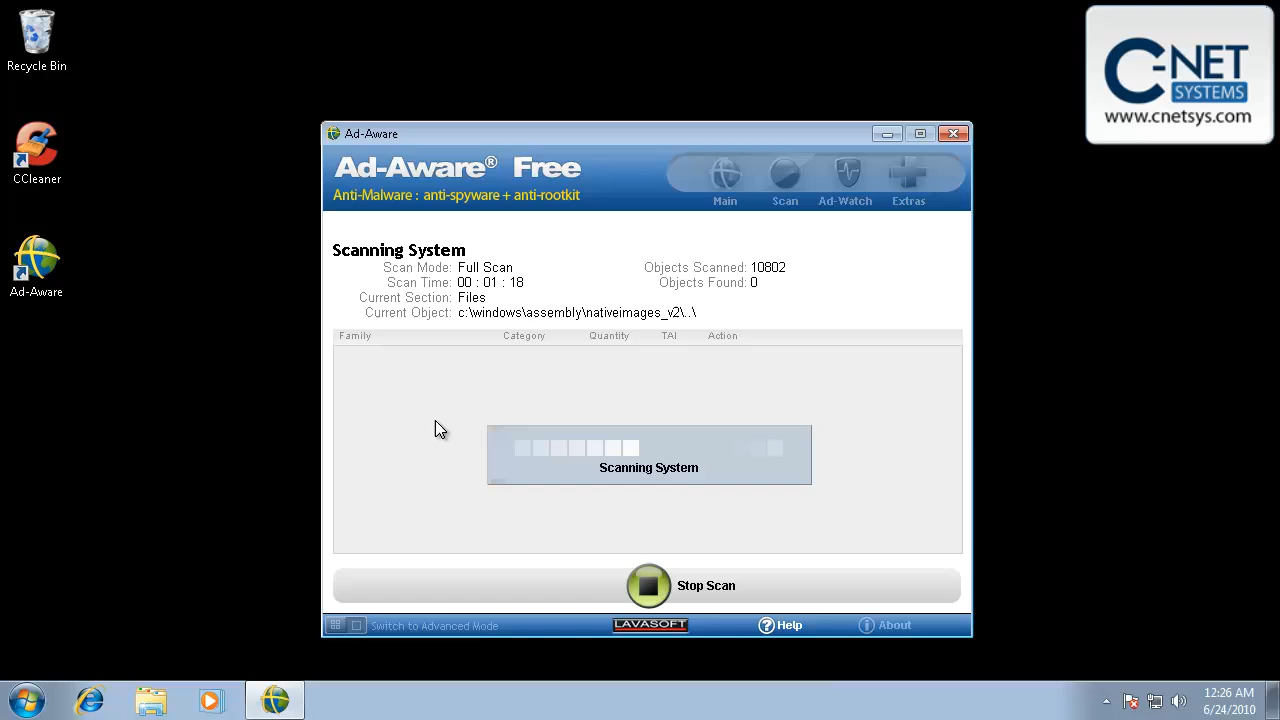 Recycle Bin
CCleaner
Ad-Aware
C-NET
SYSTEMS
www.cnetsys.com
Ad-Aware
Ad-Aware® Free
Anti-Malware : anti-spyware + anti-rootkit
Main Scan Ad-Watch Extras
Scanning System
Scan Mode: Full Scan Objects Scanned: 10802
Scan Time: 00 : 01 : 18 Objects Found: 0
Current Section: Files
Current Object: c:\windows\assembly\nativeimages_v2\..\
Family Category Quantity TAI Action
Scanning System
Stop Scan
Switch to Advanced Mode LAVASOFT Help About
12:26 AM
6/24/2010